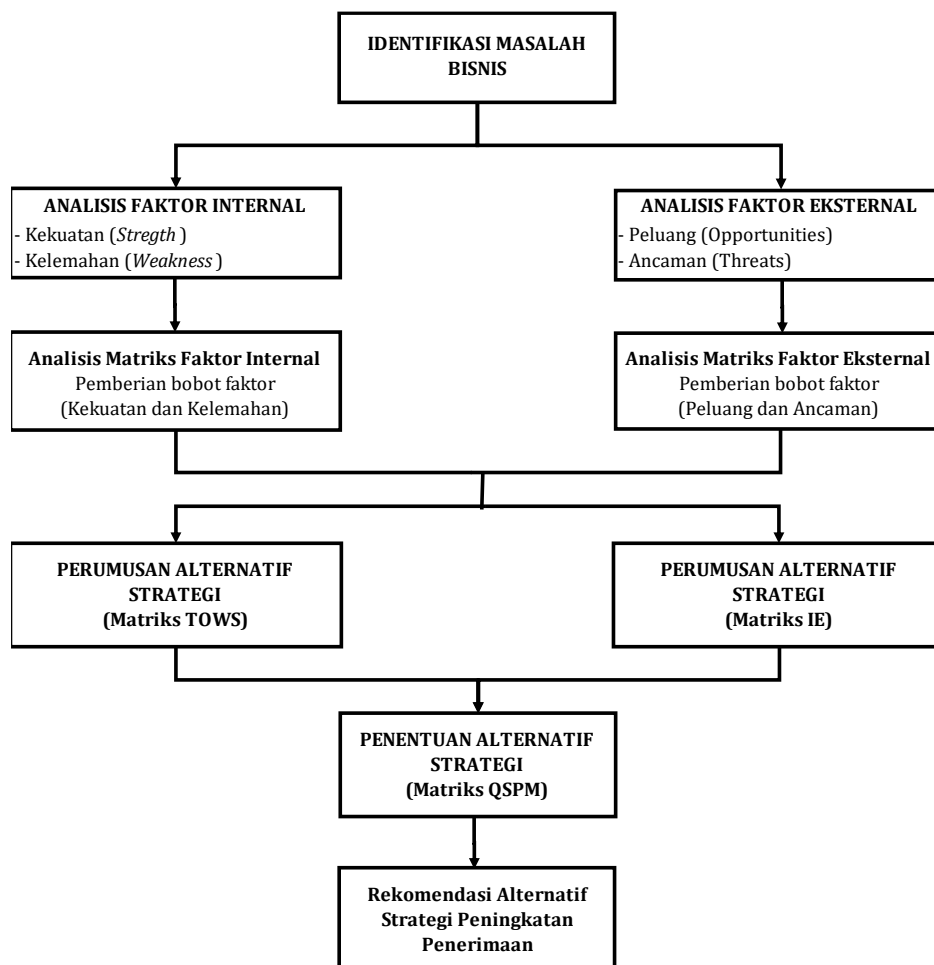 IDENTIFIKASI MASALAH
BISNIS
ANALISIS FAKTOR INTERNAL
- Kekuatan (Stregth )
- Kelemahan (Weakness )
ANALISIS FAKTOR EKSTERNAL
- Peluang (Opportunities)
- Ancaman (Threats)
Analisis Matriks Faktor Internal
Pemberian bobot faktor
(Kekuatan dan Kelemahan)
Analisis Matriks Faktor Eksternal
Pemberian bobot faktor
(Peluang dan Ancaman)
PERUMUSAN ALTERNATIF
STRATEGI
(Matriks TOWS)
PERUMUSAN ALTERNATIF
STRATEGI
(Matriks IE)
PENENTUAN ALTERNATIF
STRATEGI
(Matriks QSPM)
Rekomendasi Alternatif
Strategi Peningkatan
Penerimaan